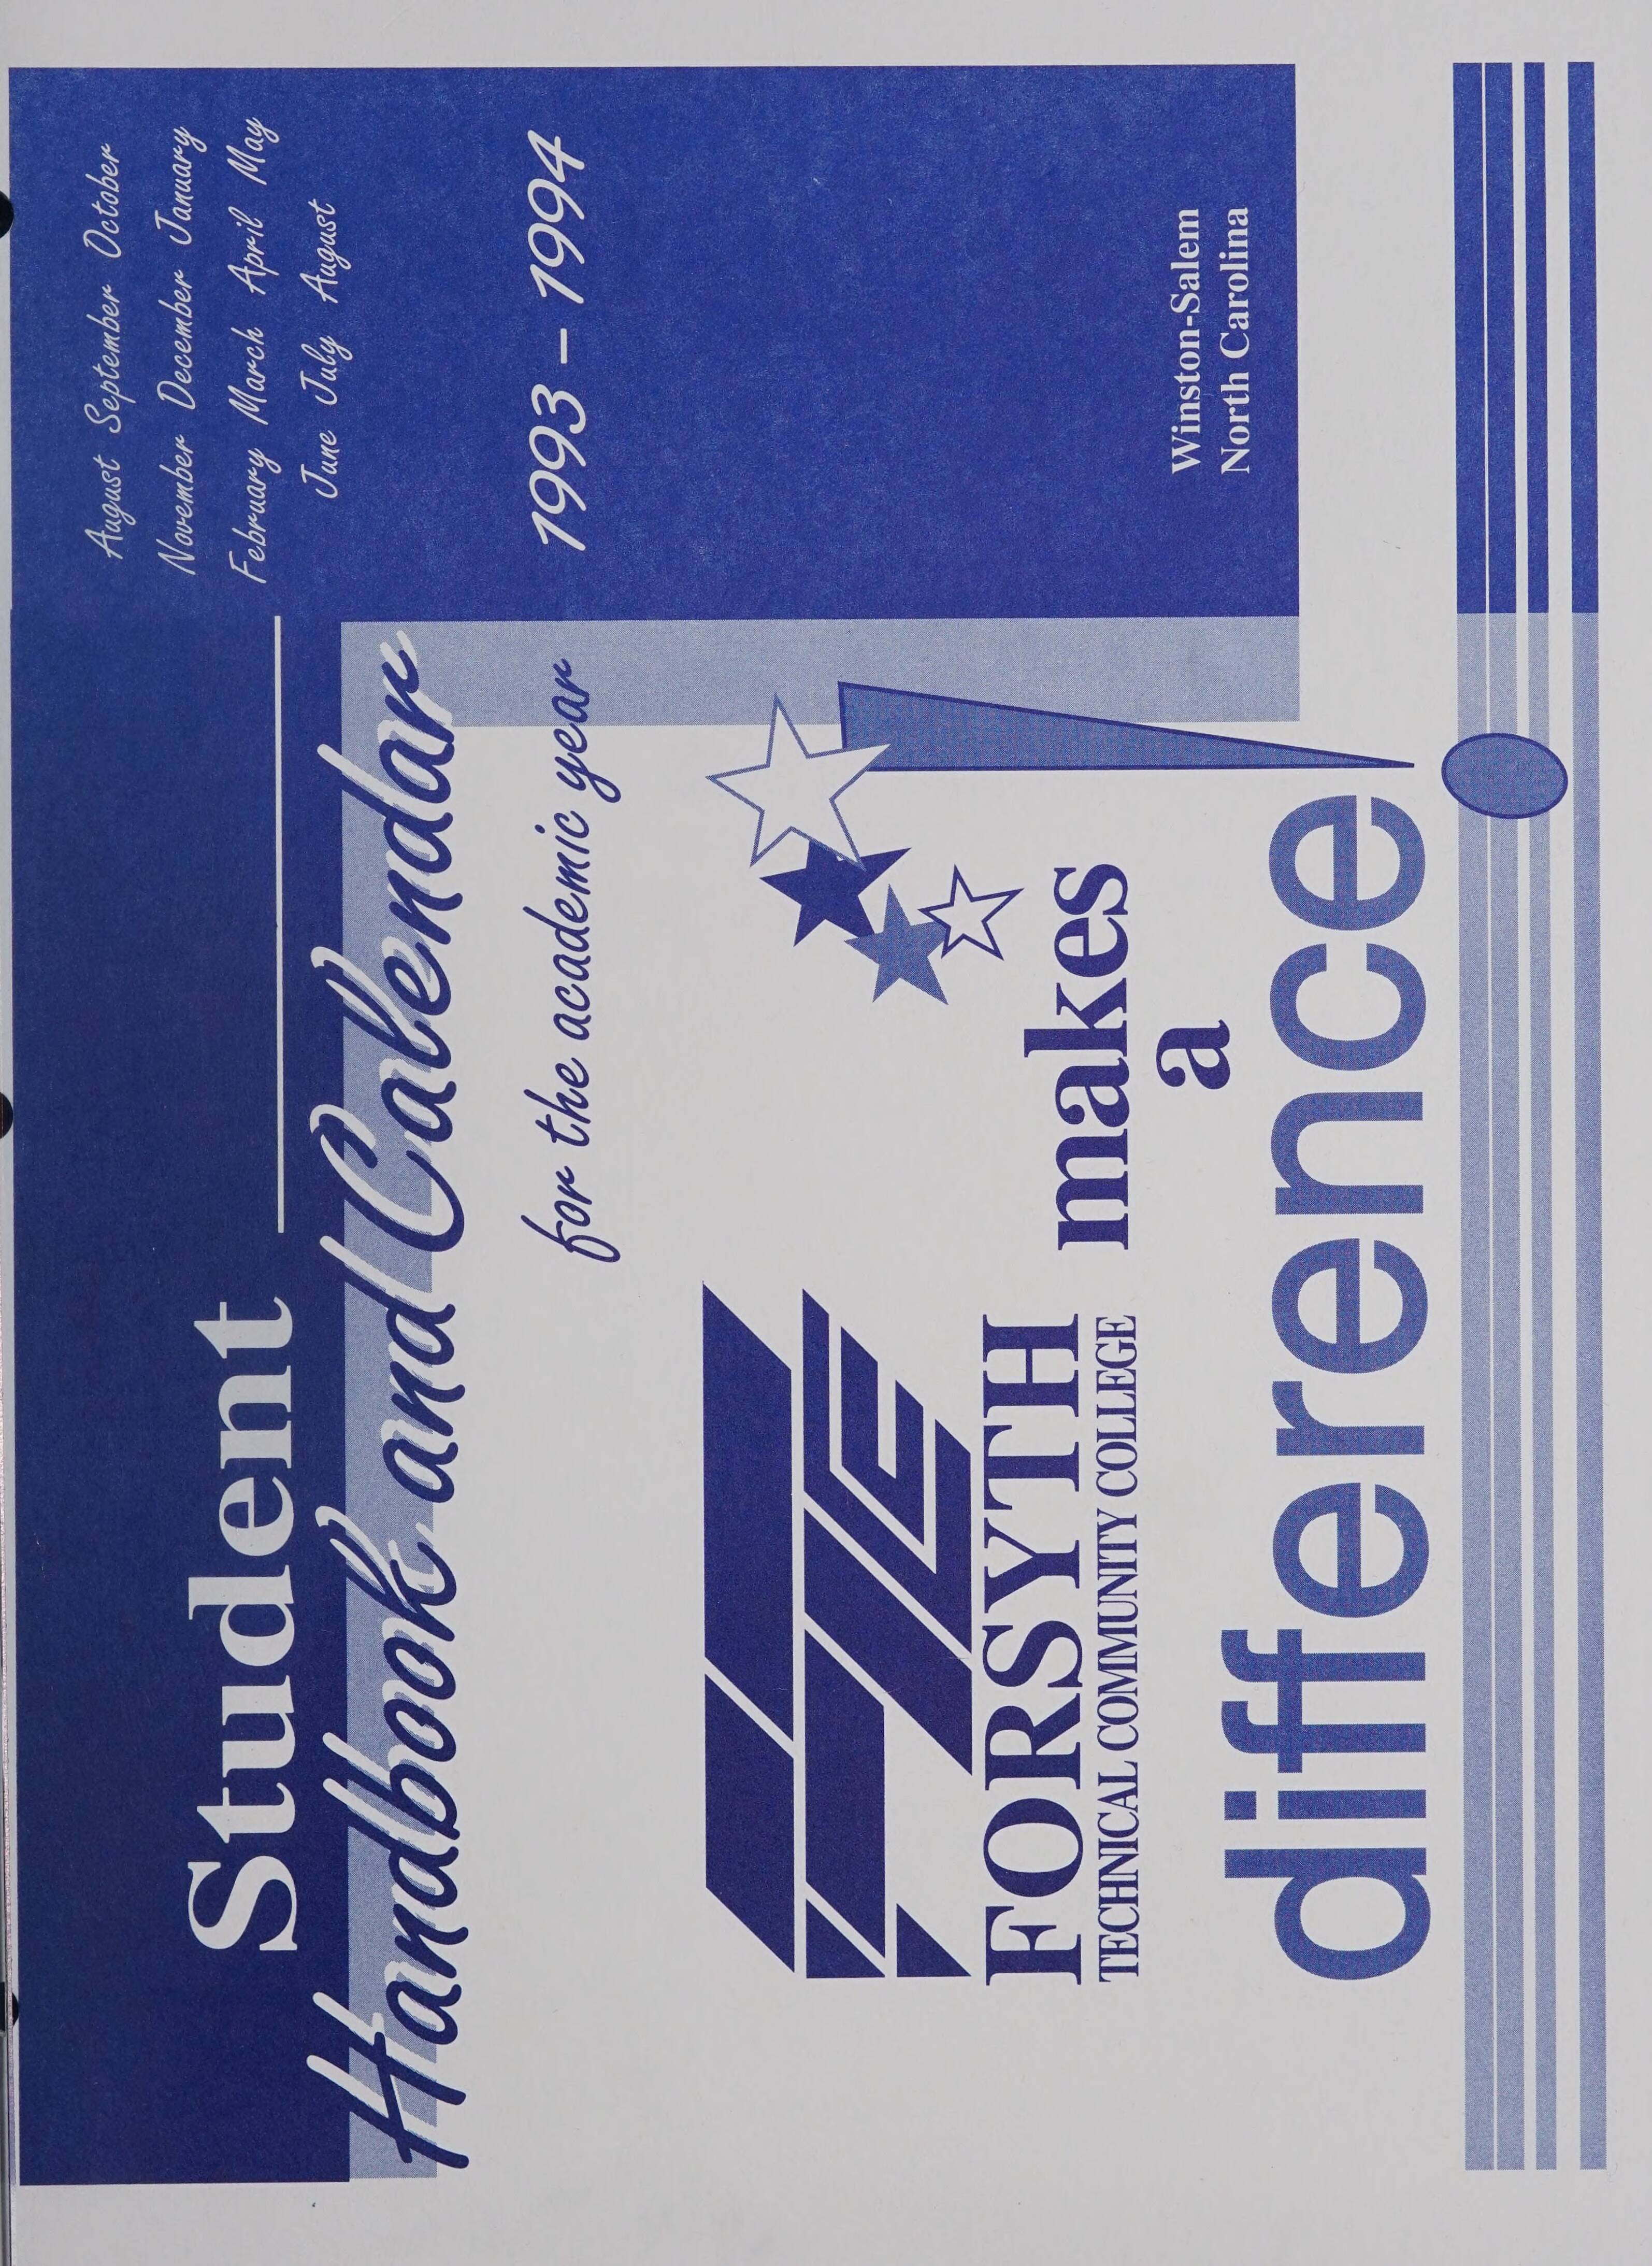 August September October
November December January
February March April May
June July August
Student
Handbook and Calendar
for the academic year
1993 – 1994
FORSYTH
TECHNICAL COMMUNITY COLLEGE
makes
a
difference
Winston-Salem
North Carolina